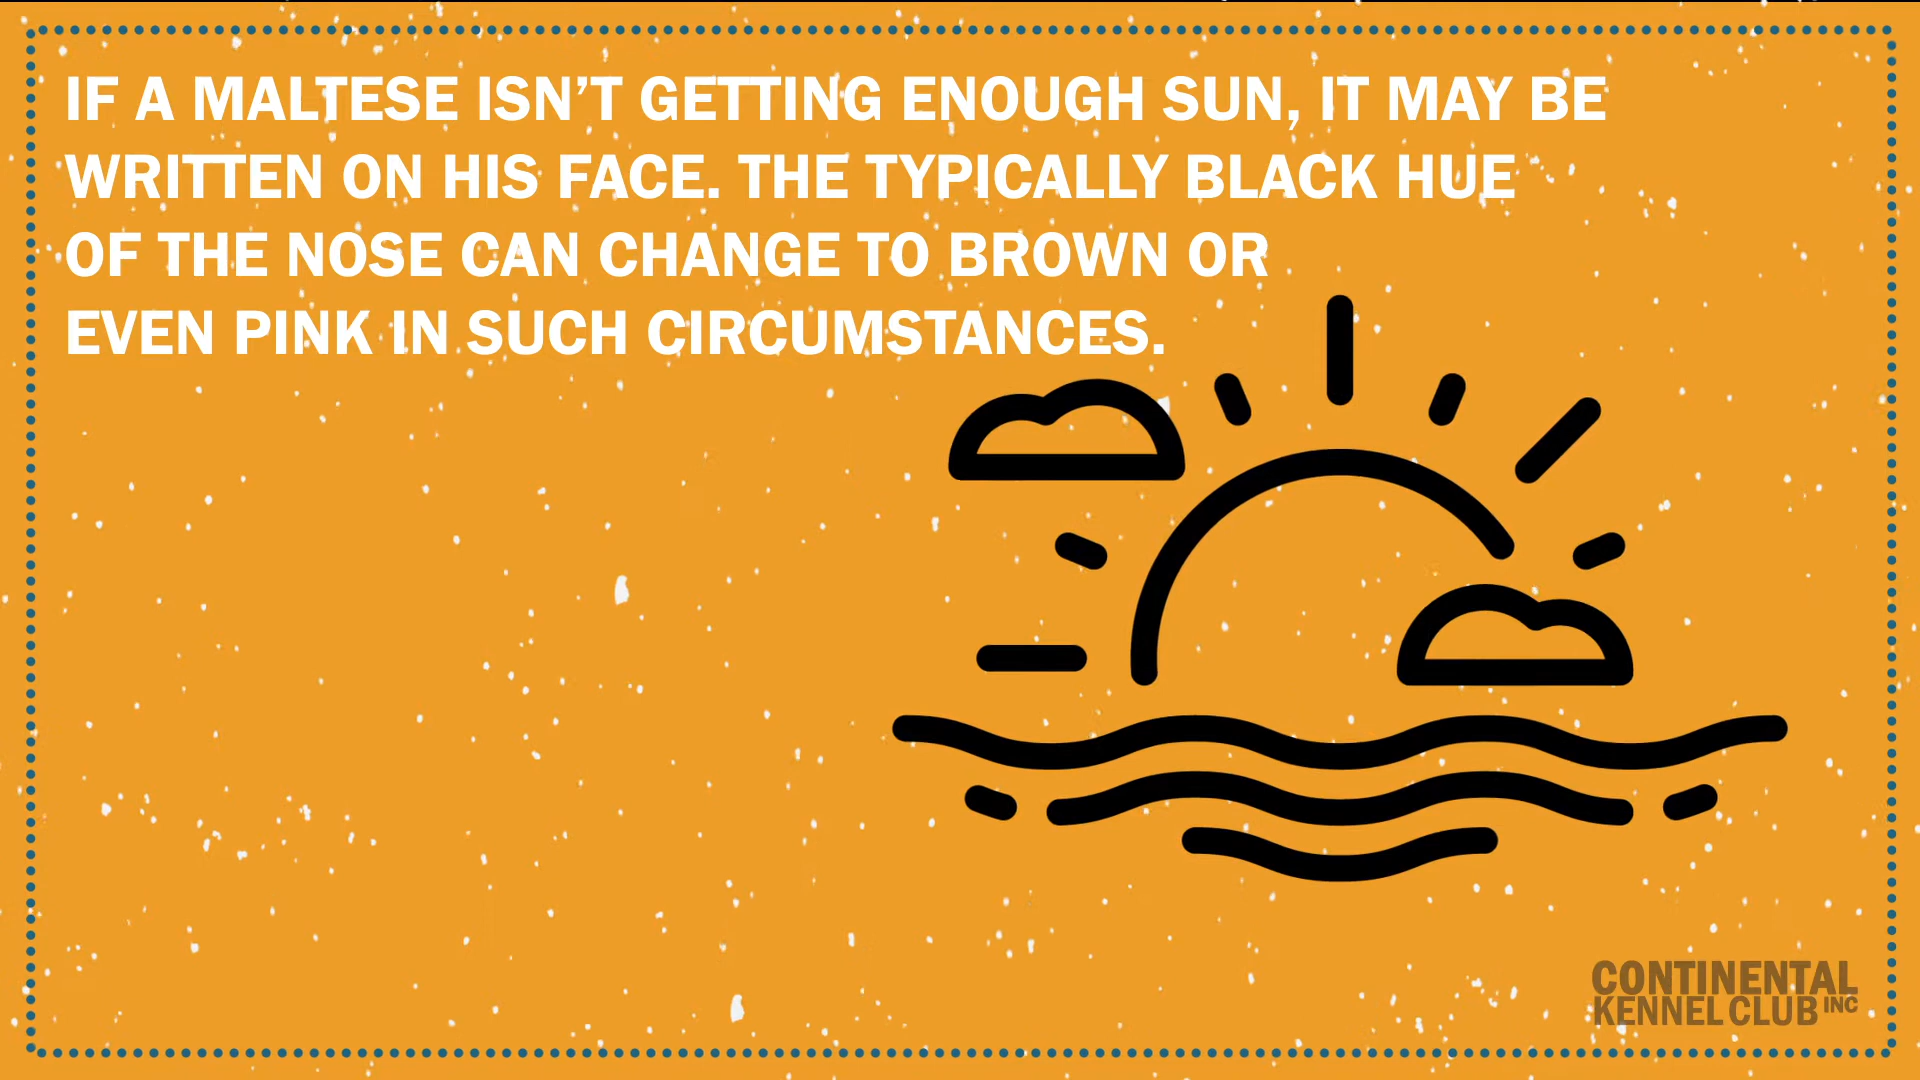 IF A MALTESE ISN’T GETTING ENOUGH SUN, IT MAY BE
WRITTEN ON HIS FACE. THE TYPICALLY BLACK HUE
OF THE NOSE CAN CHANGE TO BROWN OR
EVEN PINK IN SUCH CIRCUMSTANCES.
CONTINENTAL
KENNEL CLUB INC